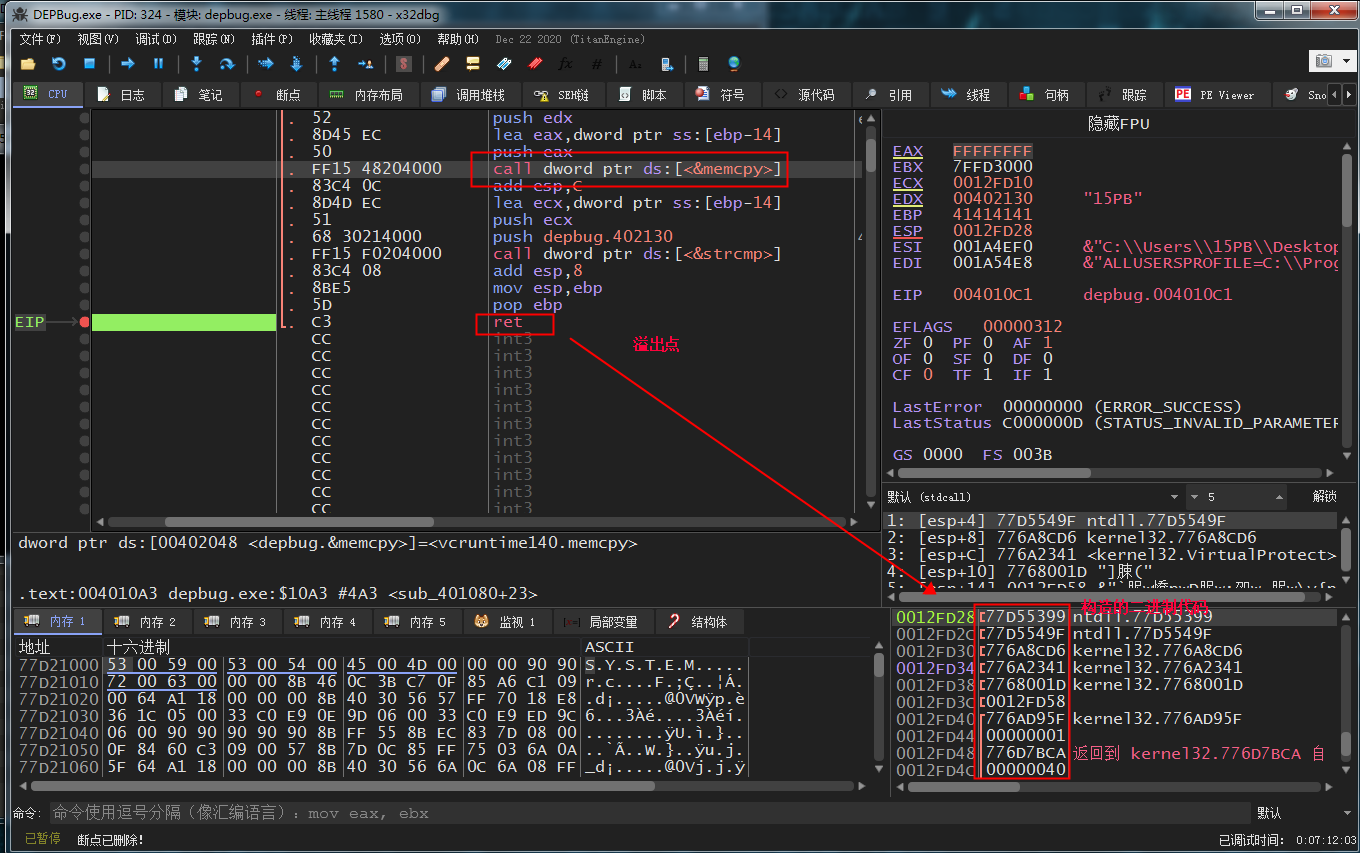 DEPBug.exe - PID: 324 - 模块: depbug.exe - 线程: 主线程 1580 - x32dbg
文件(F) 视图(V) 调试(D) 跟踪(N) 插件(P) 收藏夹(I) 选项(O) 帮助(H) Dec 22 2020 (TitanEngine)
CPU 日志 笔记 断点 内存布局 调用堆栈 SEH链 脚本 符号 源代码 引用 线程 句柄 跟踪 PE Viewer Sno
. 52 push edx
. 8D45 EC lea eax,dword ptr ss:[ebp-14]
. 50 push eax
. FF15 48204000 call dword ptr ds:[<&memcpy>]
. 83C4 0C add esp,C
. 8D4D EC lea ecx,dword ptr ss:[ebp-14]
. 51 push ecx
. 68 30214000 push depbug.402130
. FF15 F0204000 call dword ptr ds:[<&strcmp>]
. 83C4 08 add esp,8
. 8BE5 mov esp,ebp
. 5D pop ebp
EIP . C3 ret
CC int3
CC int3
CC int3
CC int3
CC int3
CC int3
CC int3
CC int3
CC int3
CC int3
CC int3
溢出点
dword ptr ds:[00402048 <depbug.&memcpy>]=<vcruntime140.memcpy>
.text:004010A3 depbug.exe:$10A3 #4A3 <sub_401080+23>
隐藏FPU
EAX FFFFFFFF
EBX 7FFD3000
ECX 0012FD10
EDX 00402130 "15PB"
EBP 41414141
ESP 0012FD28
ESI 001A4EF0 &"C:\\Users\\15PB\\Desktop
EDI 001A54E8 &"ALLUSERSPROFILE=C:\\Prog
EIP 004010C1 depbug.004010C1
EFLAGS 00000312
ZF 0 PF 0 AF 1
OF 0 SF 0 DF 0
CF 0 TF 1 IF 1
LastError 00000000 (ERROR_SUCCESS)
LastStatus C000000D (STATUS_INVALID_PARAMETER
GS 0000 FS 003B
默认 (stdcall) 5 解锁
1: [esp+4] 77D5549F ntdll.77D5549F
2: [esp+8] 776A8CD6 kernel32.776A8CD6
3: [esp+C] 776A2341 <kernel32.VirtualProtect>
4: [esp+10] 7768001D "]脨("
内存 1 内存 2 内存 3 内存 4 内存 5 监视 1 局部变量 结构体
地址 十六进制 ASCII
77D21000 53 00 59 00 53 00 54 00 45 00 4D 00 00 00 90 90 S.Y.S.T.E.M.....
77D21010 72 00 63 00 00 00 8B 46 0C 3B C7 0F 85 A6 C1 09 r.c....F.;Ç..¦Á.
77D21020 00 64 A1 18 00 00 00 8B 40 30 56 57 FF 70 18 E8 .d¡.....@0VWÿp.è
77D21030 36 1C 05 00 33 C0 E9 0E 9D 06 00 33 C0 E9 ED 9C 6...3Àé....3Àéí.
77D21040 06 00 90 90 90 90 90 8B FF 55 8B EC 83 7D 08 00 ........ÿU.ì.}..
77D21050 0F 84 60 C3 09 00 57 8B 7D 0C 85 FF 75 03 6A 0A ..`Ã..W.}..ÿu.j.
77D21060 5F 64 A1 18 00 00 00 8B 40 30 56 6A 0C 6A 08 FF _d¡.....@0Vj.j.ÿ
构造的二进制代码
0012FD28 77D55399 ntdll.77D55399
0012FD2C 77D5549F ntdll.77D5549F
0012FD30 776A8CD6 kernel32.776A8CD6
0012FD34 776A2341 kernel32.776A2341
0012FD38 7768001D kernel32.7768001D
0012FD3C 0012FD58
0012FD40 776AD95F kernel32.776AD95F
0012FD44 00000001
0012FD48 776D7BCA 返回到 kernel32.776D7BCA 自
0012FD4C 00000040
命令: 命令使用逗号分隔（像汇编语言）：mov eax, ebx 默认
已暂停 断点已删除! 已调试时间: 0:07:12:03